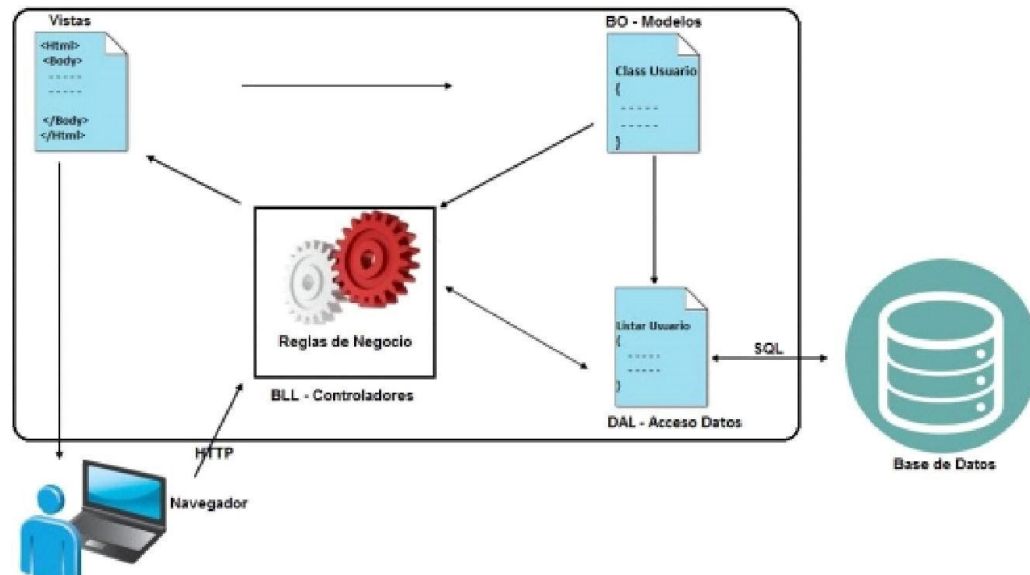 Vistas
<Html>
<Body>
- - - - -
- - - - -
</Body>
</Html>
BO - Modelos
Class Usuario
{
- - - - -
- - - - -
}
Reglas de Negocio
BLL - Controladores
Listar Usuario
{
- - - - -
- - - - -
}
DAL - Acceso Datos
SQL
Base de Datos
HTTP
Navegador